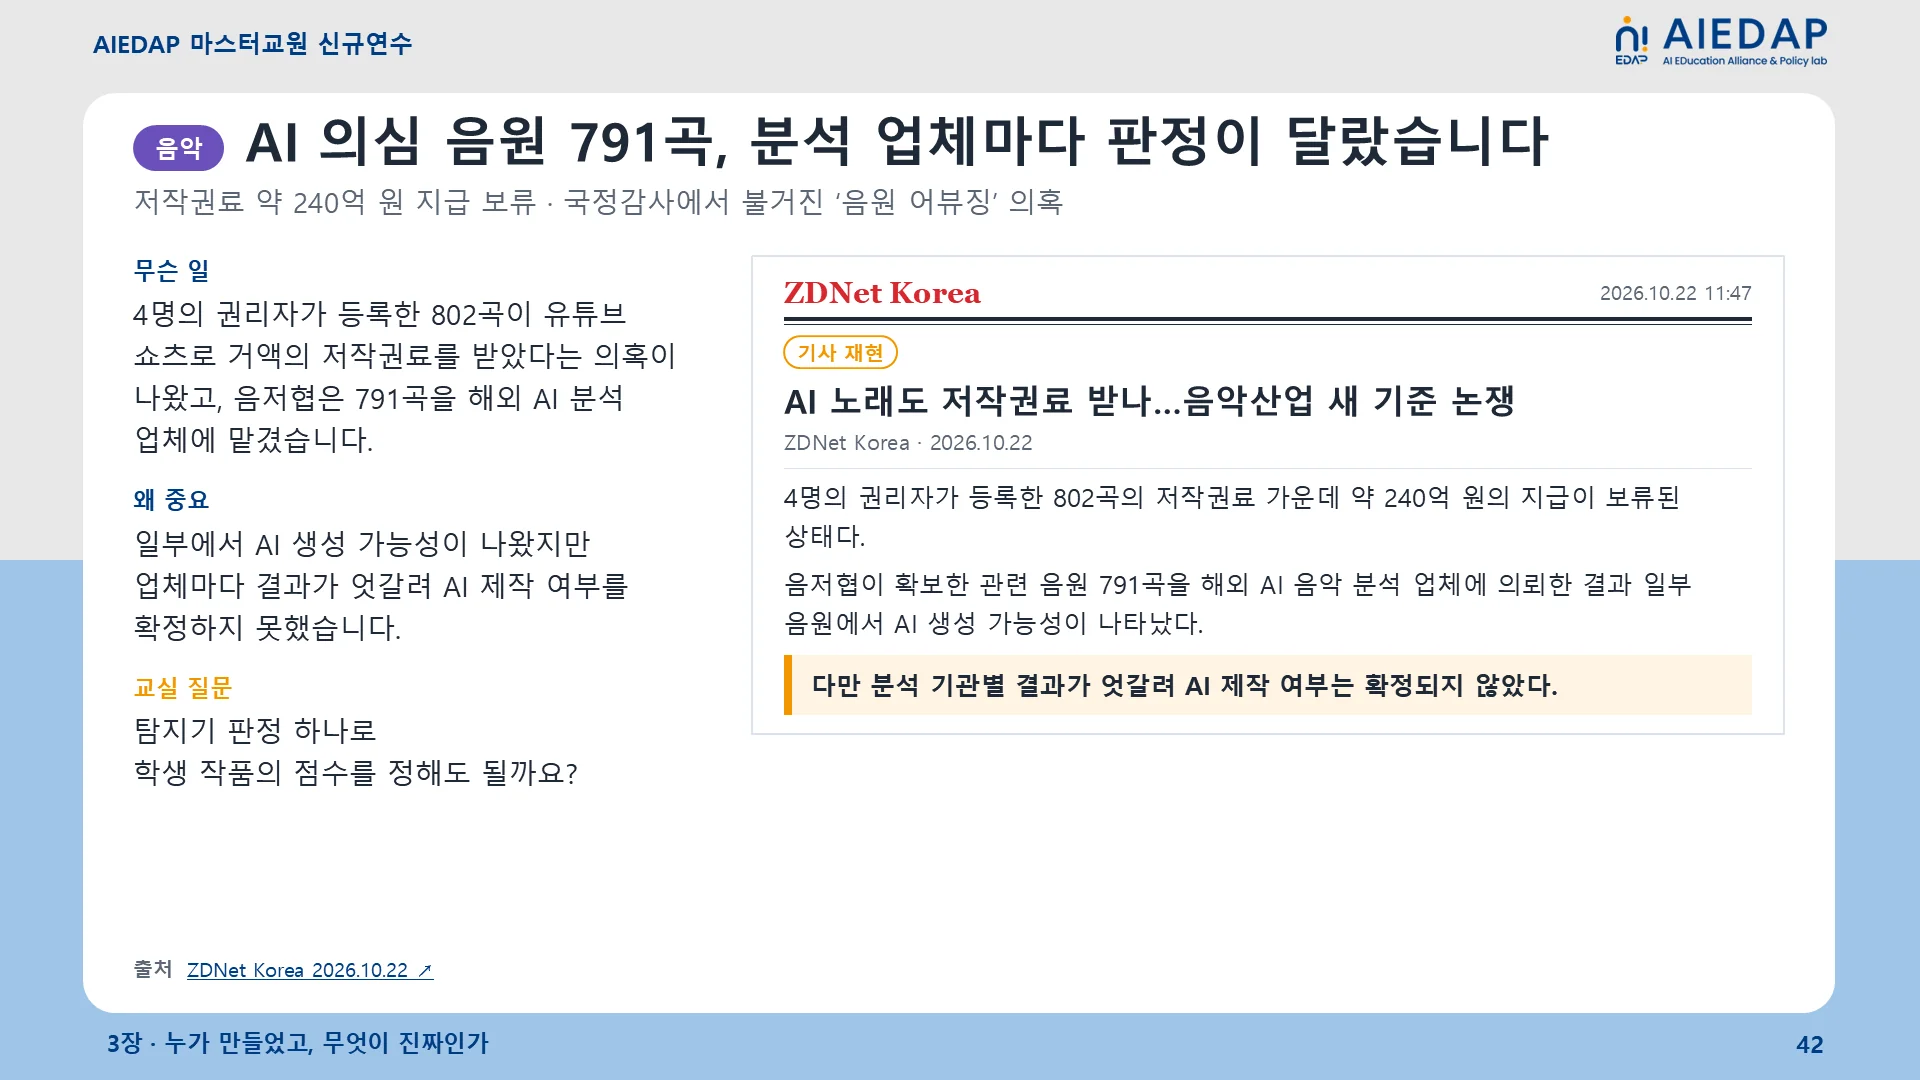 AIEDAP 마스터교원 신규연수
EDAP
AIEDAP
AI EDucation Alliance & Policy lab
음악
AI 의심 음원 791곡, 분석 업체마다 판정이 달랐습니다
저작권료 약 240억 원 지급 보류 · 국정감사에서 불거진 ‘음원 어뷰징’ 의혹
무슨 일
4명의 권리자가 등록한 802곡이 유튜브
쇼츠로 거액의 저작권료를 받았다는 의혹이
나왔고, 음저협은 791곡을 해외 AI 분석
업체에 맡겼습니다.
왜 중요
일부에서 AI 생성 가능성이 나왔지만
업체마다 결과가 엇갈려 AI 제작 여부를
확정하지 못했습니다.
교실 질문
탐지기 판정 하나로
학생 작품의 점수를 정해도 될까요?
ZDNet Korea
2026.10.22 11:47
기사 재현
AI 노래도 저작권료 받나…음악산업 새 기준 논쟁
ZDNet Korea · 2026.10.22
4명의 권리자가 등록한 802곡의 저작권료 가운데 약 240억 원의 지급이 보류된
상태다.
음저협이 확보한 관련 음원 791곡을 해외 AI 음악 분석 업체에 의뢰한 결과 일부
음원에서 AI 생성 가능성이 나타났다.
다만 분석 기관별 결과가 엇갈려 AI 제작 여부는 확정되지 않았다.
출처 ZDNet Korea 2026.10.22 ↗
3장 · 누가 만들었고, 무엇이 진짜인가
42